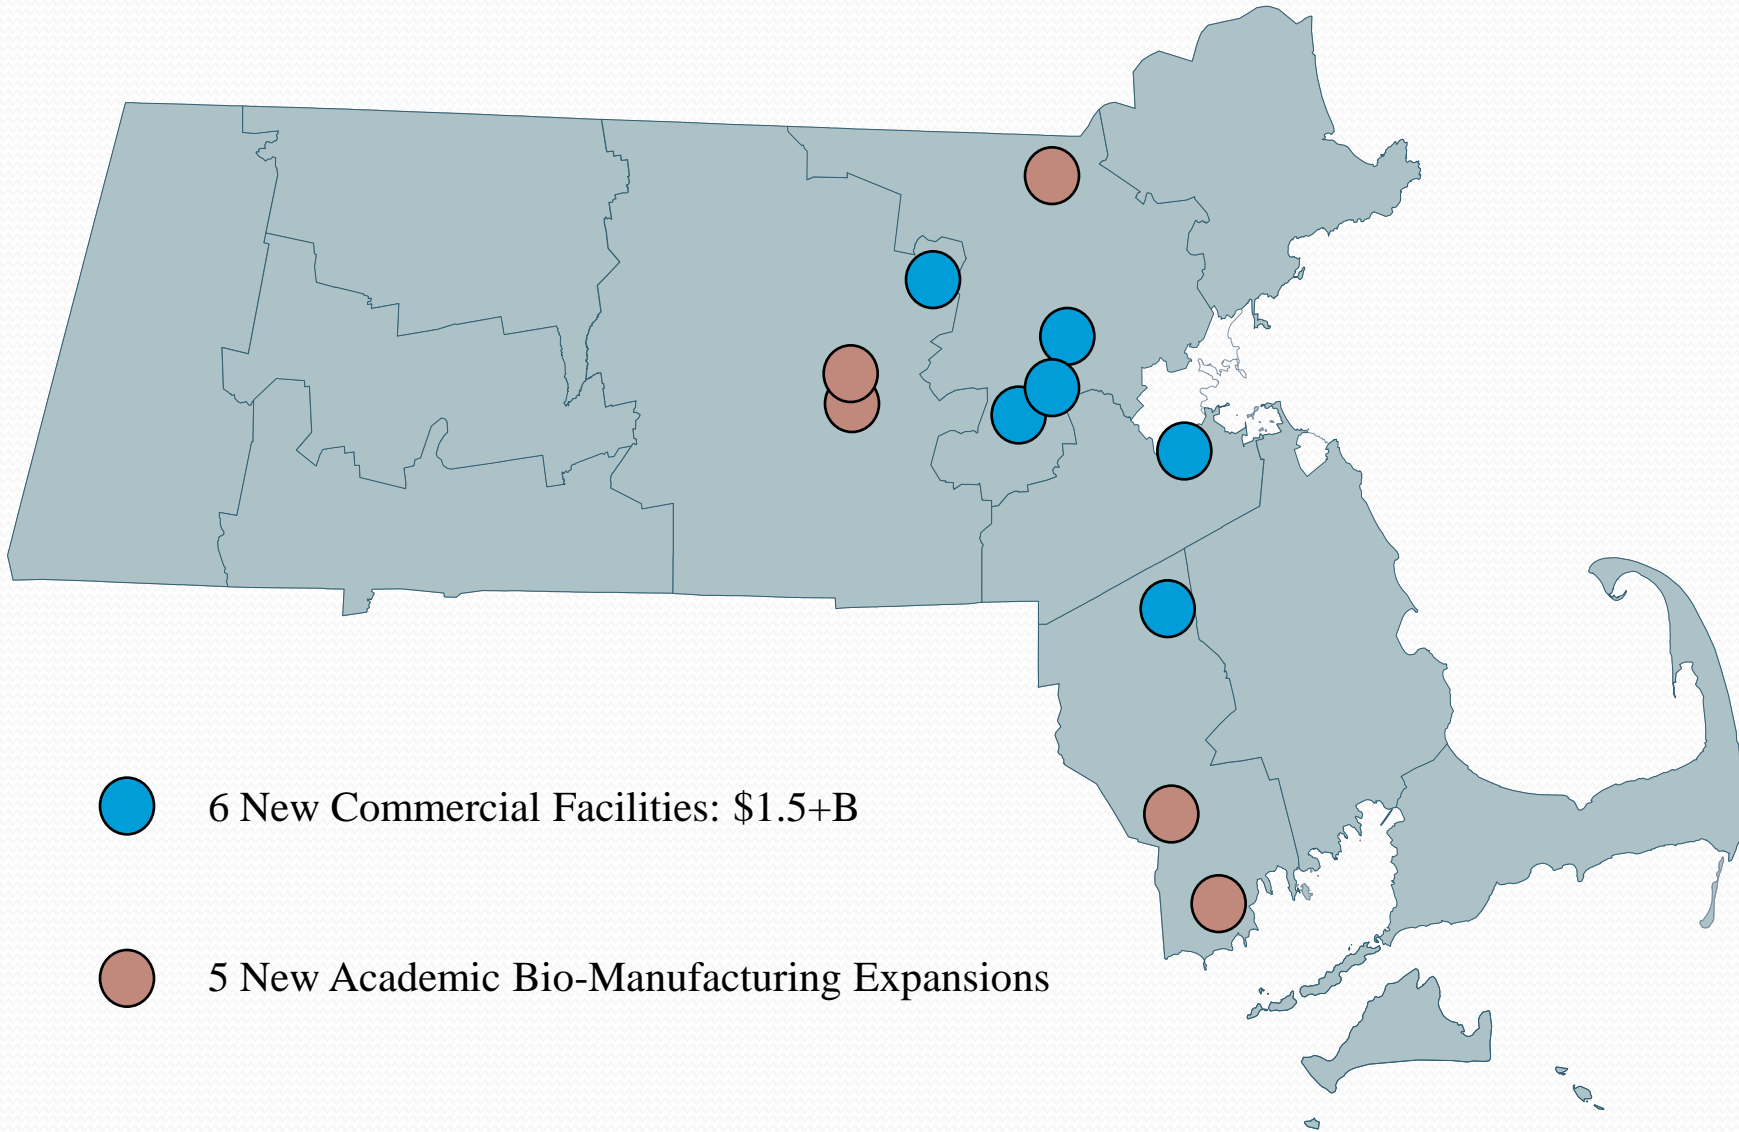 6 New Commercial Facilities: $1.5+B
5 New Academic Bio-Manufacturing Expansions